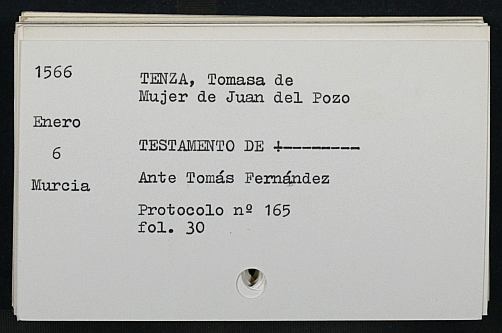 1566
TENZA, Tomasa de
Mujer de Juan del Pozo
Enero
6
Murcia
TESTAMENTO DE +--------
Ante Tomás Fernández
Protocolo nº 165
fol. 30